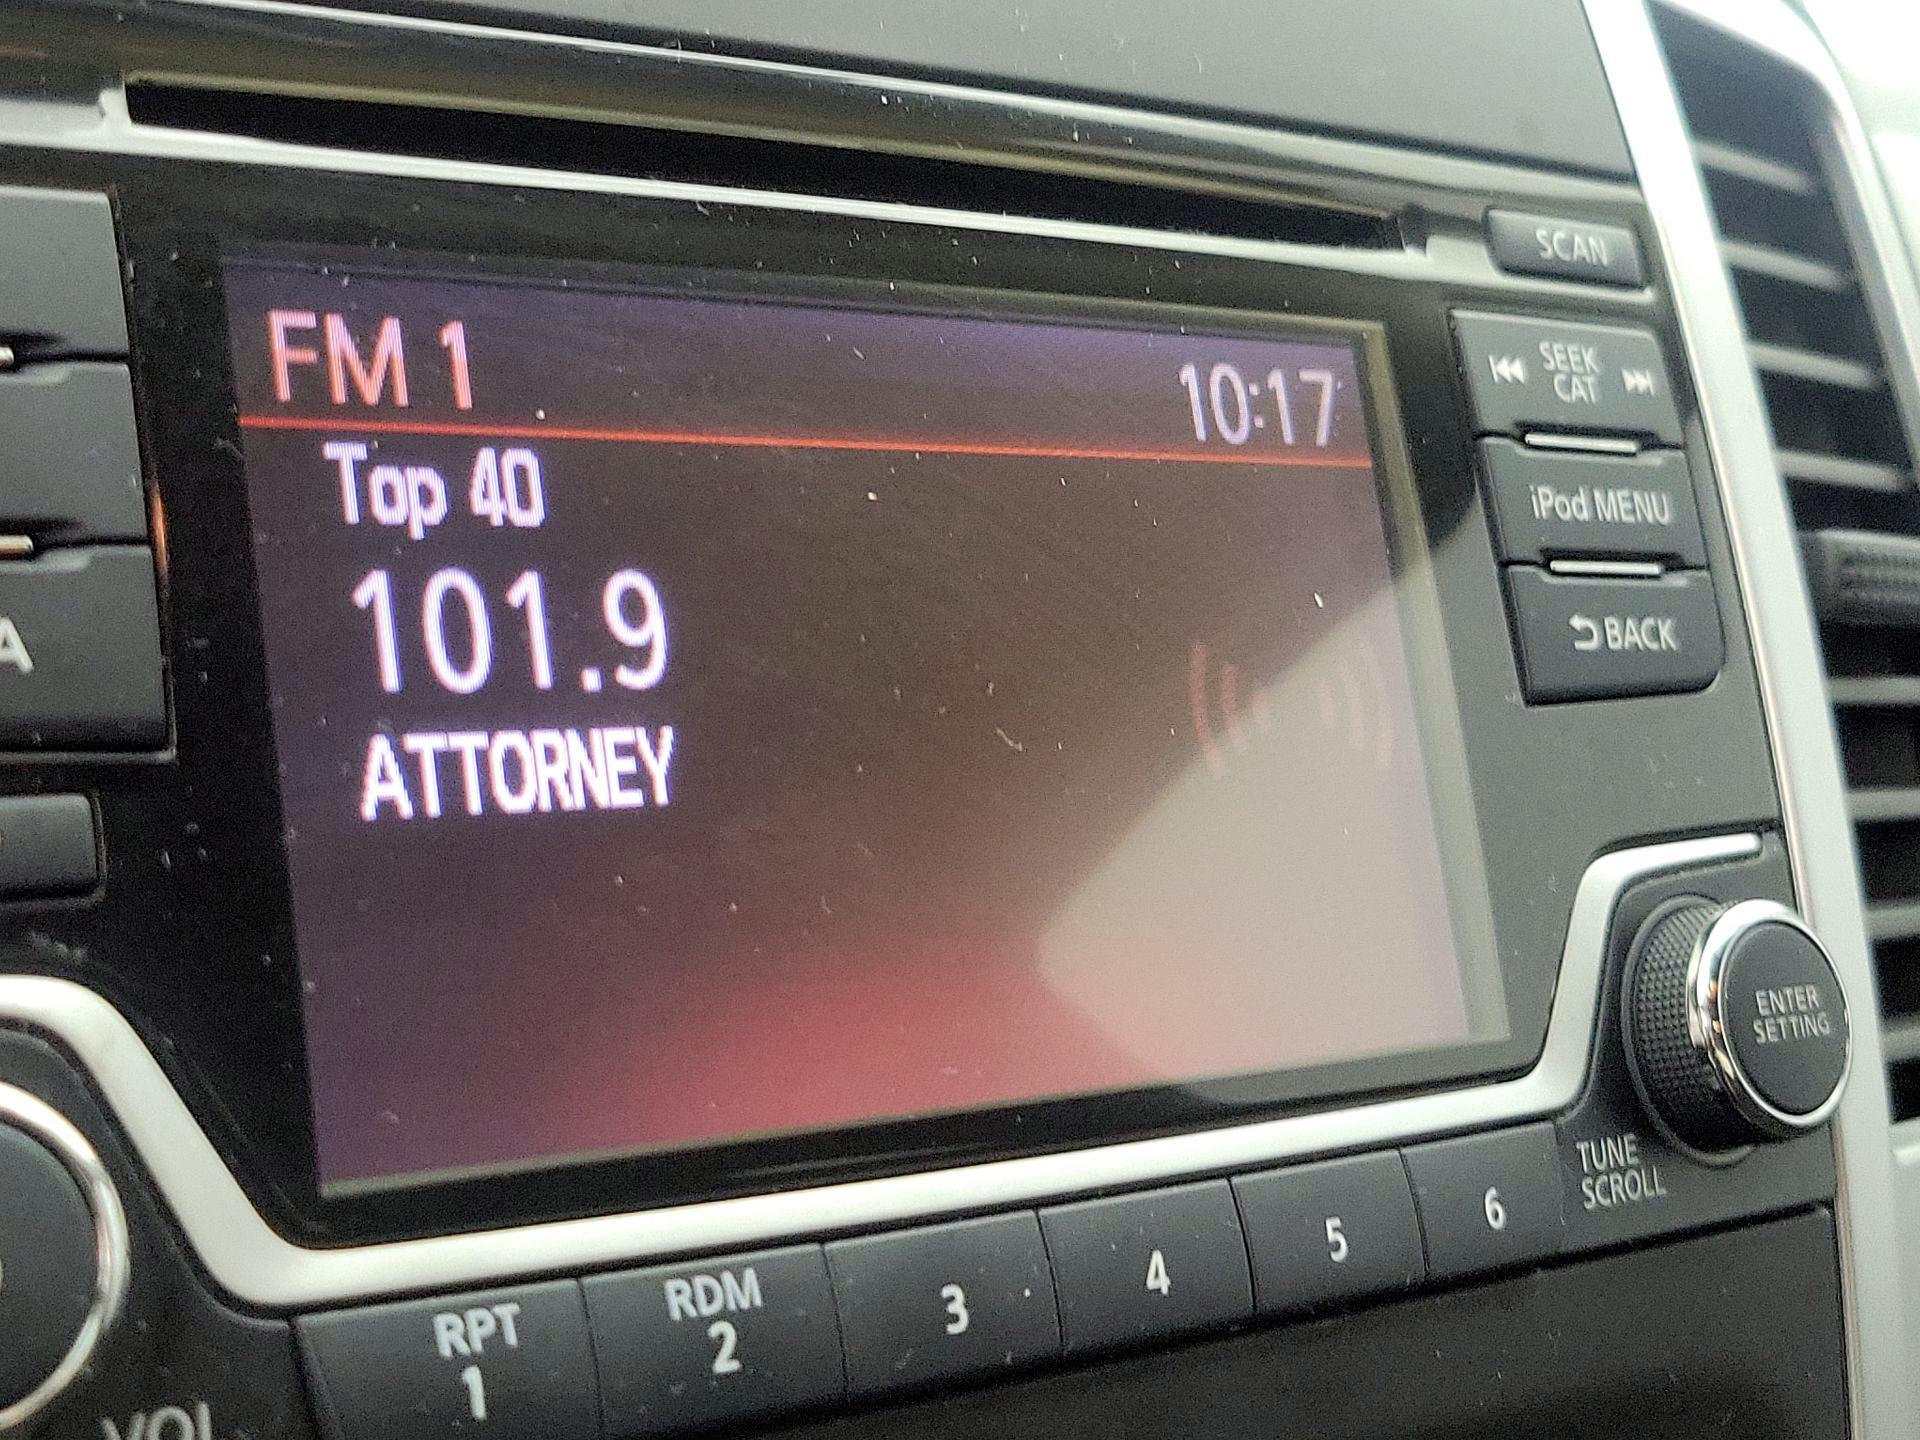 SCAN
FM 1
10:17
SEEK
CAT
Top 40
iPod MENU
101.9
BACK
A
ATTORNEY
ENTER
SETTING
TUNE
SCROLL
RPT
1
RDM
2
3
4
5
6
VOL